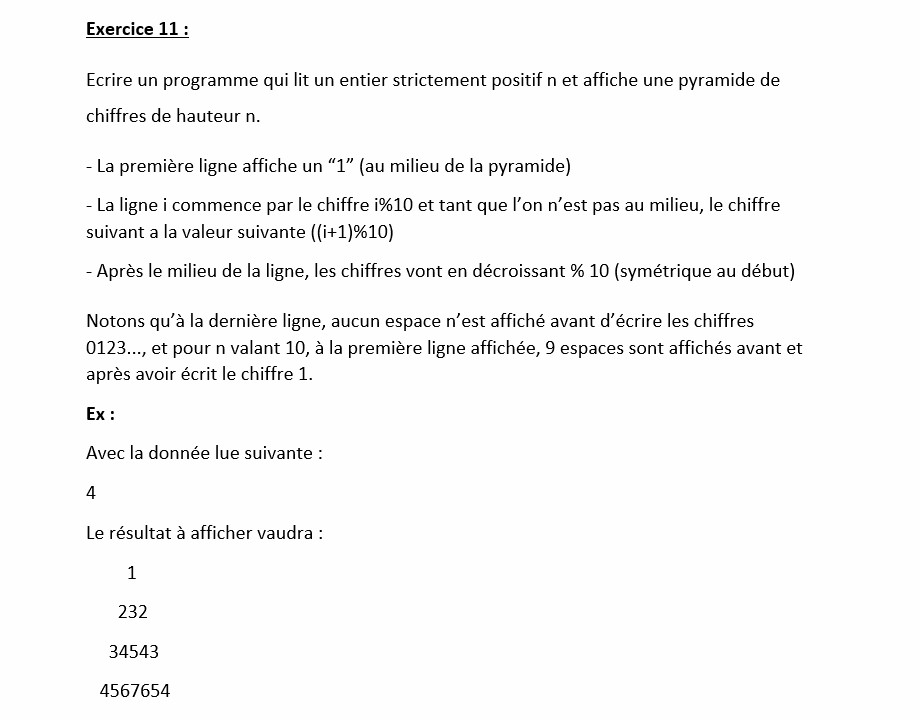 Exercice 11 :
Ecrire un programme qui lit un entier strictement positif n et affiche une pyramide de
chiffres de hauteur n.
- La première ligne affiche un “1” (au milieu de la pyramide)
- La ligne i commence par le chiffre i%10 et tant que l’on n’est pas au milieu, le chiffre
suivant a la valeur suivante ((i+1)%10)
- Après le milieu de la ligne, les chiffres vont en décroissant % 10 (symétrique au début)
Notons qu’à la dernière ligne, aucun espace n’est affiché avant d’écrire les chiffres
0123..., et pour n valant 10, à la première ligne affichée, 9 espaces sont affichés avant et
après avoir écrit le chiffre 1.
Ex :
Avec la donnée lue suivante :
4
Le résultat à afficher vaudra :
1
232
34543
4567654